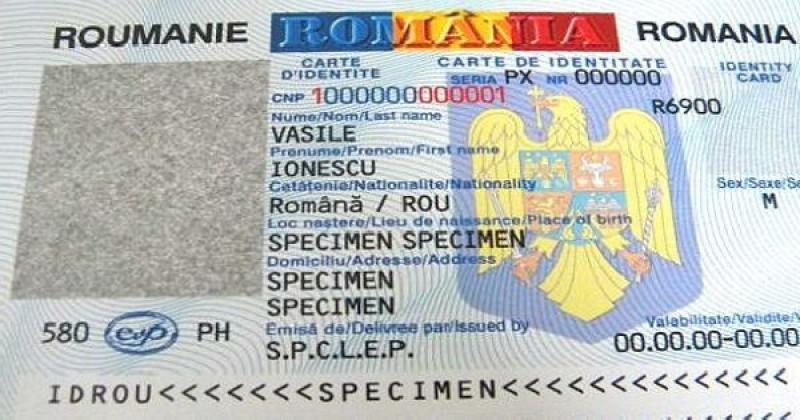 ROUMANIE ROMÂNIA ROMANIA
CARTE D'IDENTITE
CARTE DE IDENTITATE
IDENTITY CARD
SERIA PX NR 000000
CNP 1000000000001
R6900
Nume/Nom/Last name
VASILE
Prenume/Prenom/First name
IONESCU
Cetăţenie/Nationalite/Nationality
Română / ROU
Sex/Sexe/Se
M
Loc naştere/Lieu de naissance/Place of birth
SPECIMEN SPECIMEN
Domiciliu/Adresse/Address
SPECIMEN
SPECIMEN
580 esp PH
Emisă de/Delivree par/Issued by
S.P.C.L.E.P.
Valabilitate/Validite/V
00.00.00-00.00
IDROU<<<<<<<SPECIMEN<<<<<<<<<<<<<<